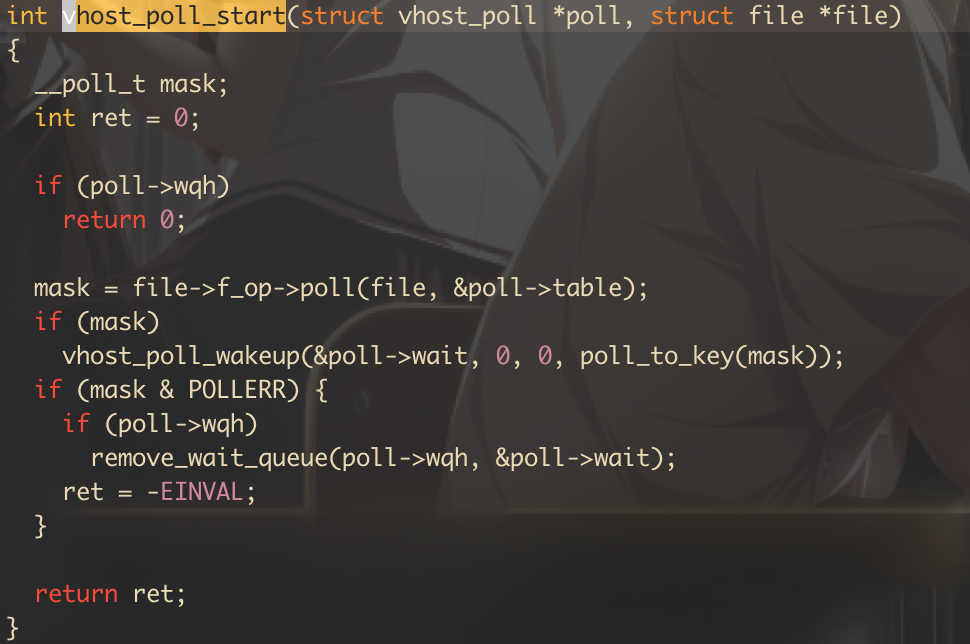 int vhost_poll_start(struct vhost_poll *poll, struct file *file)
{
  __poll_t mask;
  int ret = 0;

  if (poll->wqh)
    return 0;

  mask = file->f_op->poll(file, &poll->table);
  if (mask)
    vhost_poll_wakeup(&poll->wait, 0, 0, poll_to_key(mask));
  if (mask & POLLERR) {
    if (poll->wqh)
      remove_wait_queue(poll->wqh, &poll->wait);
    ret = -EINVAL;
  }

  return ret;
}